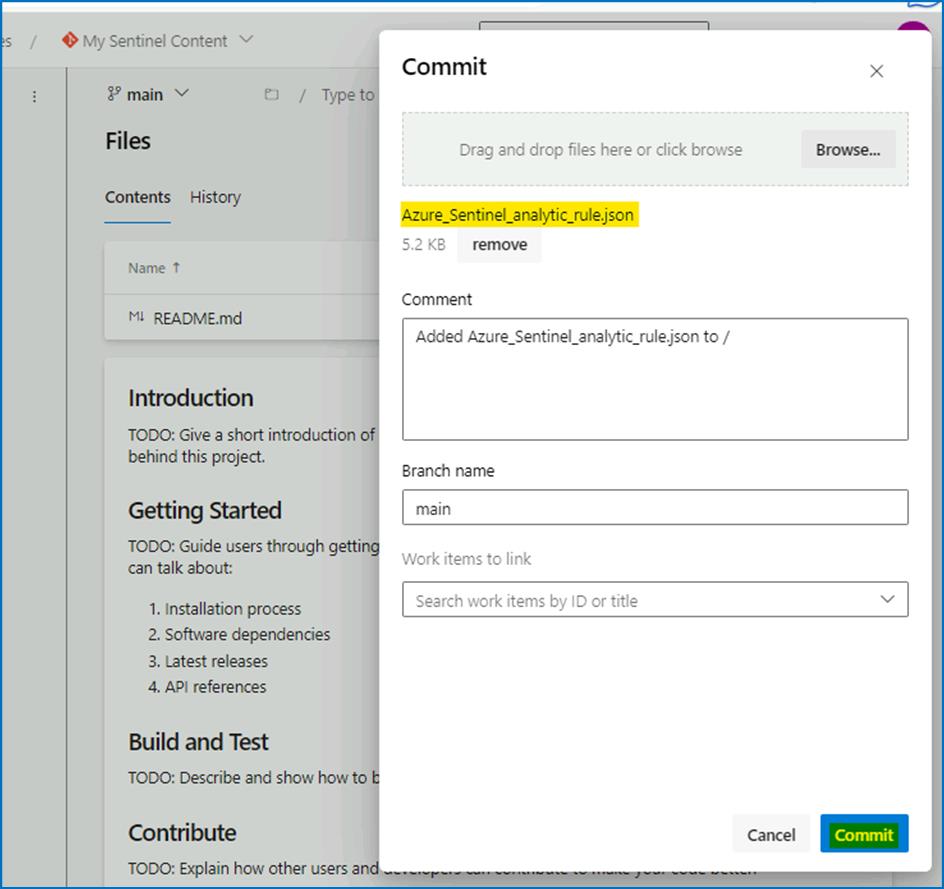 es / My Sentinel Content
main / Type to
Files
Contents History
Name ↑
M↓ README.md
Introduction
TODO: Give a short introduction of
behind this project.
Getting Started
TODO: Guide users through getting
can talk about:
1. Installation process
2. Software dependencies
3. Latest releases
4. API references
Build and Test
TODO: Describe and show how to b
Contribute
TODO: Explain how other users and developers can contribute to make your code better.
Commit
Drag and drop files here or click browse
Browse...
Azure_Sentinel_analytic_rule.json
5.2 KB remove
Comment
Added Azure_Sentinel_analytic_rule.json to /
Branch name
main
Work items to link
Search work items by ID or title
Cancel Commit